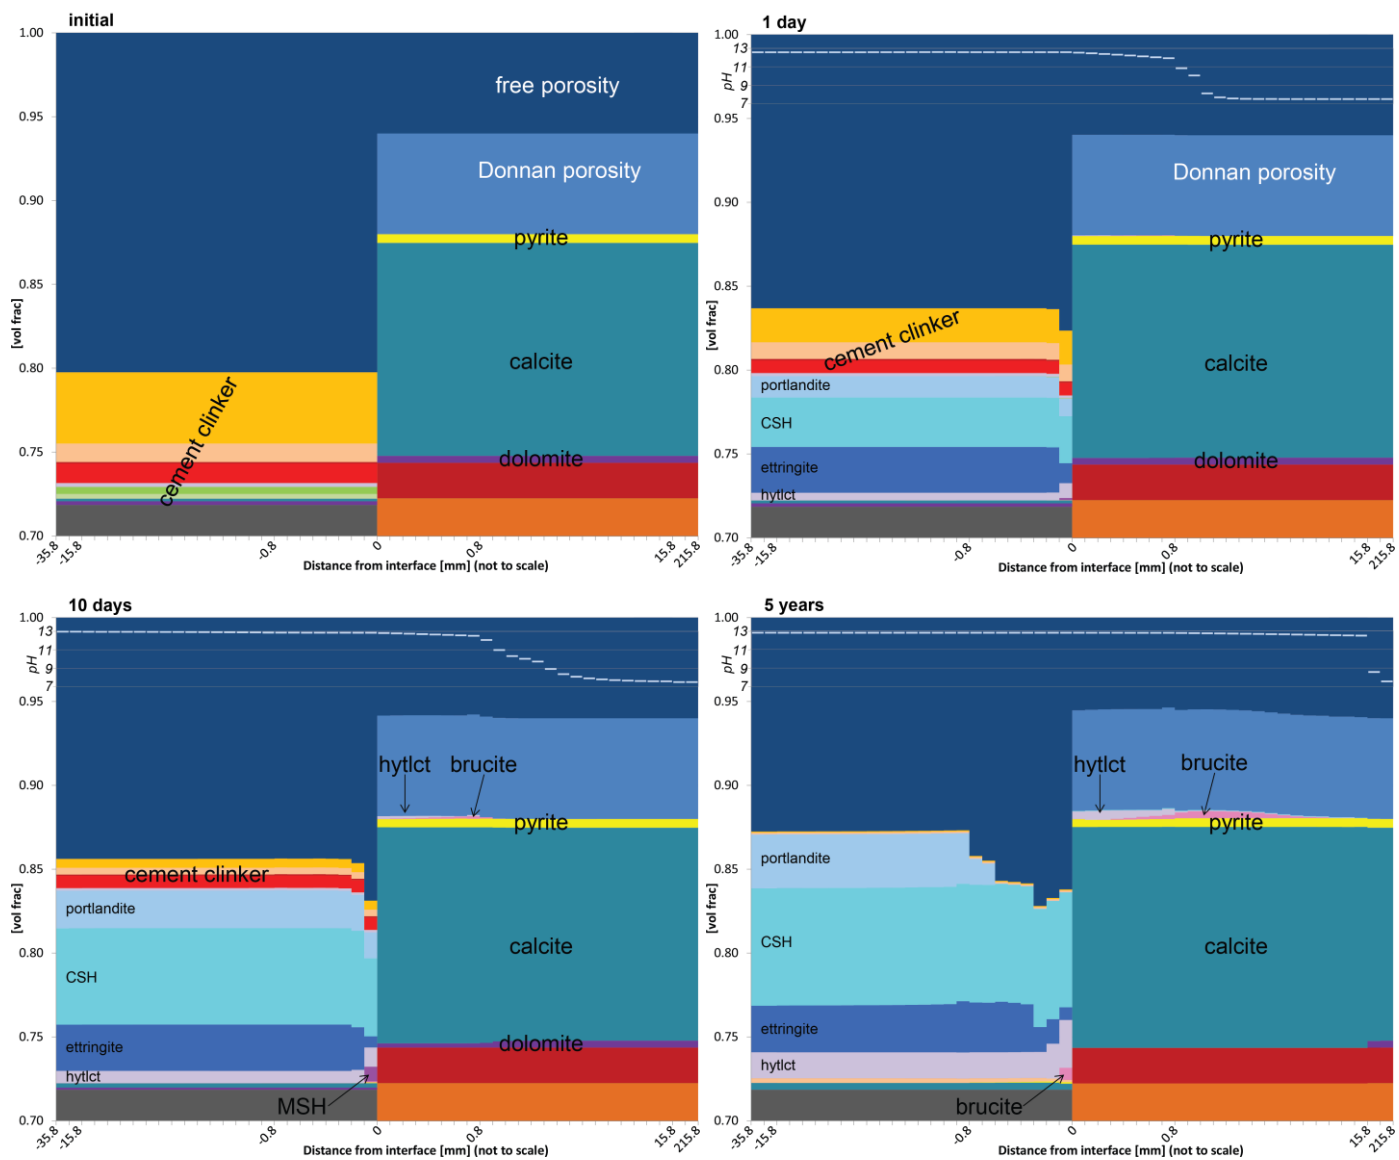 initial
1.00
0.95
0.90
0.85
0.80
0.75
0.70
[vol frac]
free porosity
Donnan porosity
pyrite
calcite
dolomite
cement clinker
-35.8
-15.8
-0.8
0
0.8
15.8
215.8
Distance from interface [mm] (not to scale)
1 day
1.00
13
11
9
7
pH
0.95
0.90
0.85
0.80
0.75
0.70
[vol frac]
Donnan porosity
pyrite
cement clinker
portlandite
calcite
CSH
dolomite
ettringite
hytlct
-35.8
-15.8
-0.8
0
0.8
15.8
215.8
Distance from interface [mm] (not to scale)
10 days
1.00
13
11
9
7
pH
0.95
0.90
0.85
0.80
0.75
0.70
[vol frac]
hytlct
brucite
pyrite
cement clinker
portlandite
calcite
CSH
dolomite
ettringite
hytlct
MSH
-35.8
-15.8
-0.8
0
0.8
15.8
215.8
Distance from interface [mm] (not to scale)
5 years
1.00
13
11
9
7
pH
0.95
0.90
0.85
0.80
0.75
0.70
[vol frac]
hytlct
brucite
pyrite
portlandite
calcite
CSH
ettringite
hytlct
brucite
-35.8
-15.8
-0.8
0
0.8
15.8
215.8
Distance from interface [mm] (not to scale)